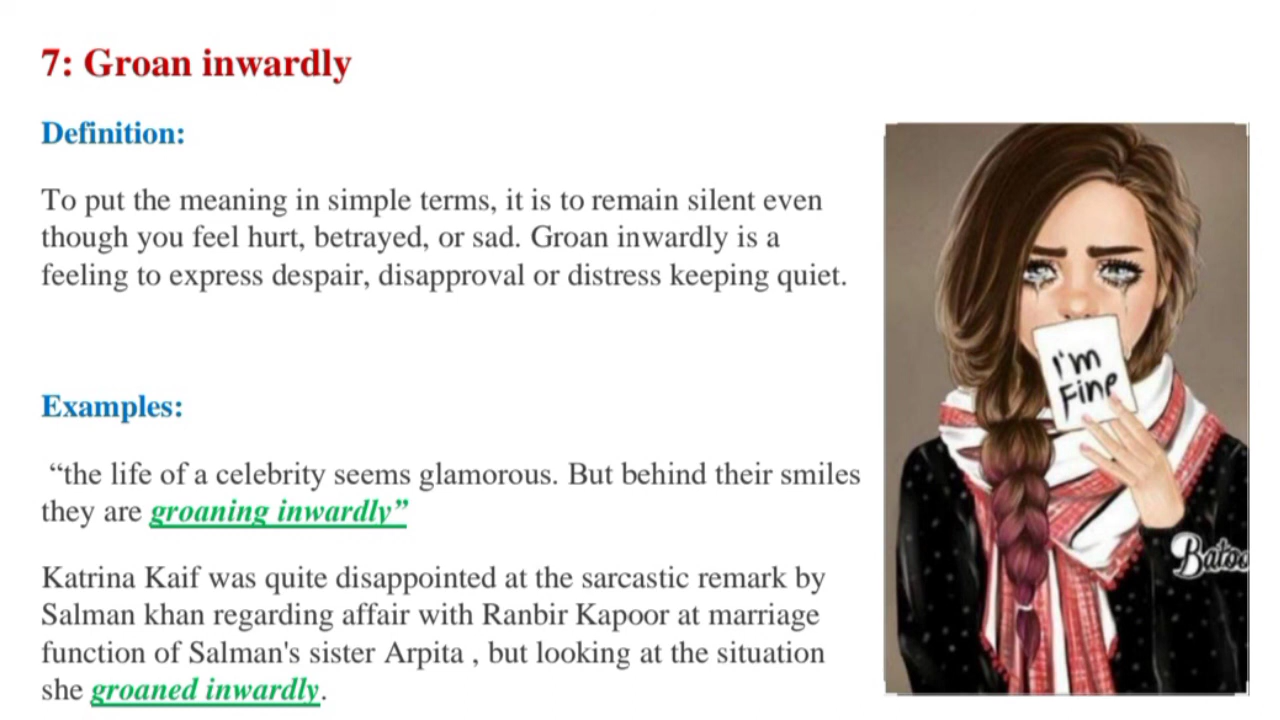 7: Groan inwardly
Definition:
To put the meaning in simple terms, it is to remain silent even
though you feel hurt, betrayed, or sad. Groan inwardly is a
feeling to express despair, disapproval or distress keeping quiet.
I'm
Fine
Examples:
“the life of a celebrity seems glamorous. But behind their smiles
they are groaning inwardly”
Katrina Kaif was quite disappointed at the sarcastic remark by
Salman khan regarding affair with Ranbir Kapoor at marriage
function of Salman's sister Arpita , but looking at the situation
she groaned inwardly.